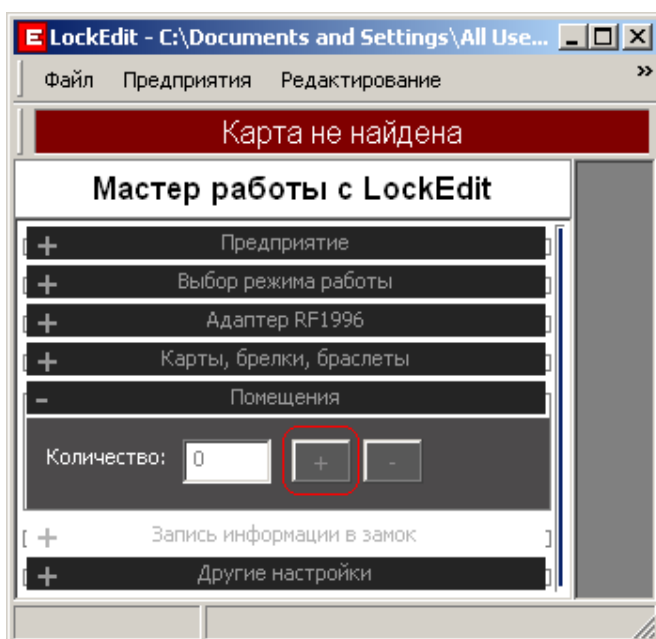 E LockEdit - C:\Documents and Settings\All Use...
Файл Предприятия Редактирование »
Карта не найдена
Мастер работы с LockEdit
+ Предприятие
+ Выбор режима работы
+ Адаптер RF1996
+ Карты, брелки, браслеты
- Помещения
Количество: 0 + -
+ Запись информации в замок
+ Другие настройки